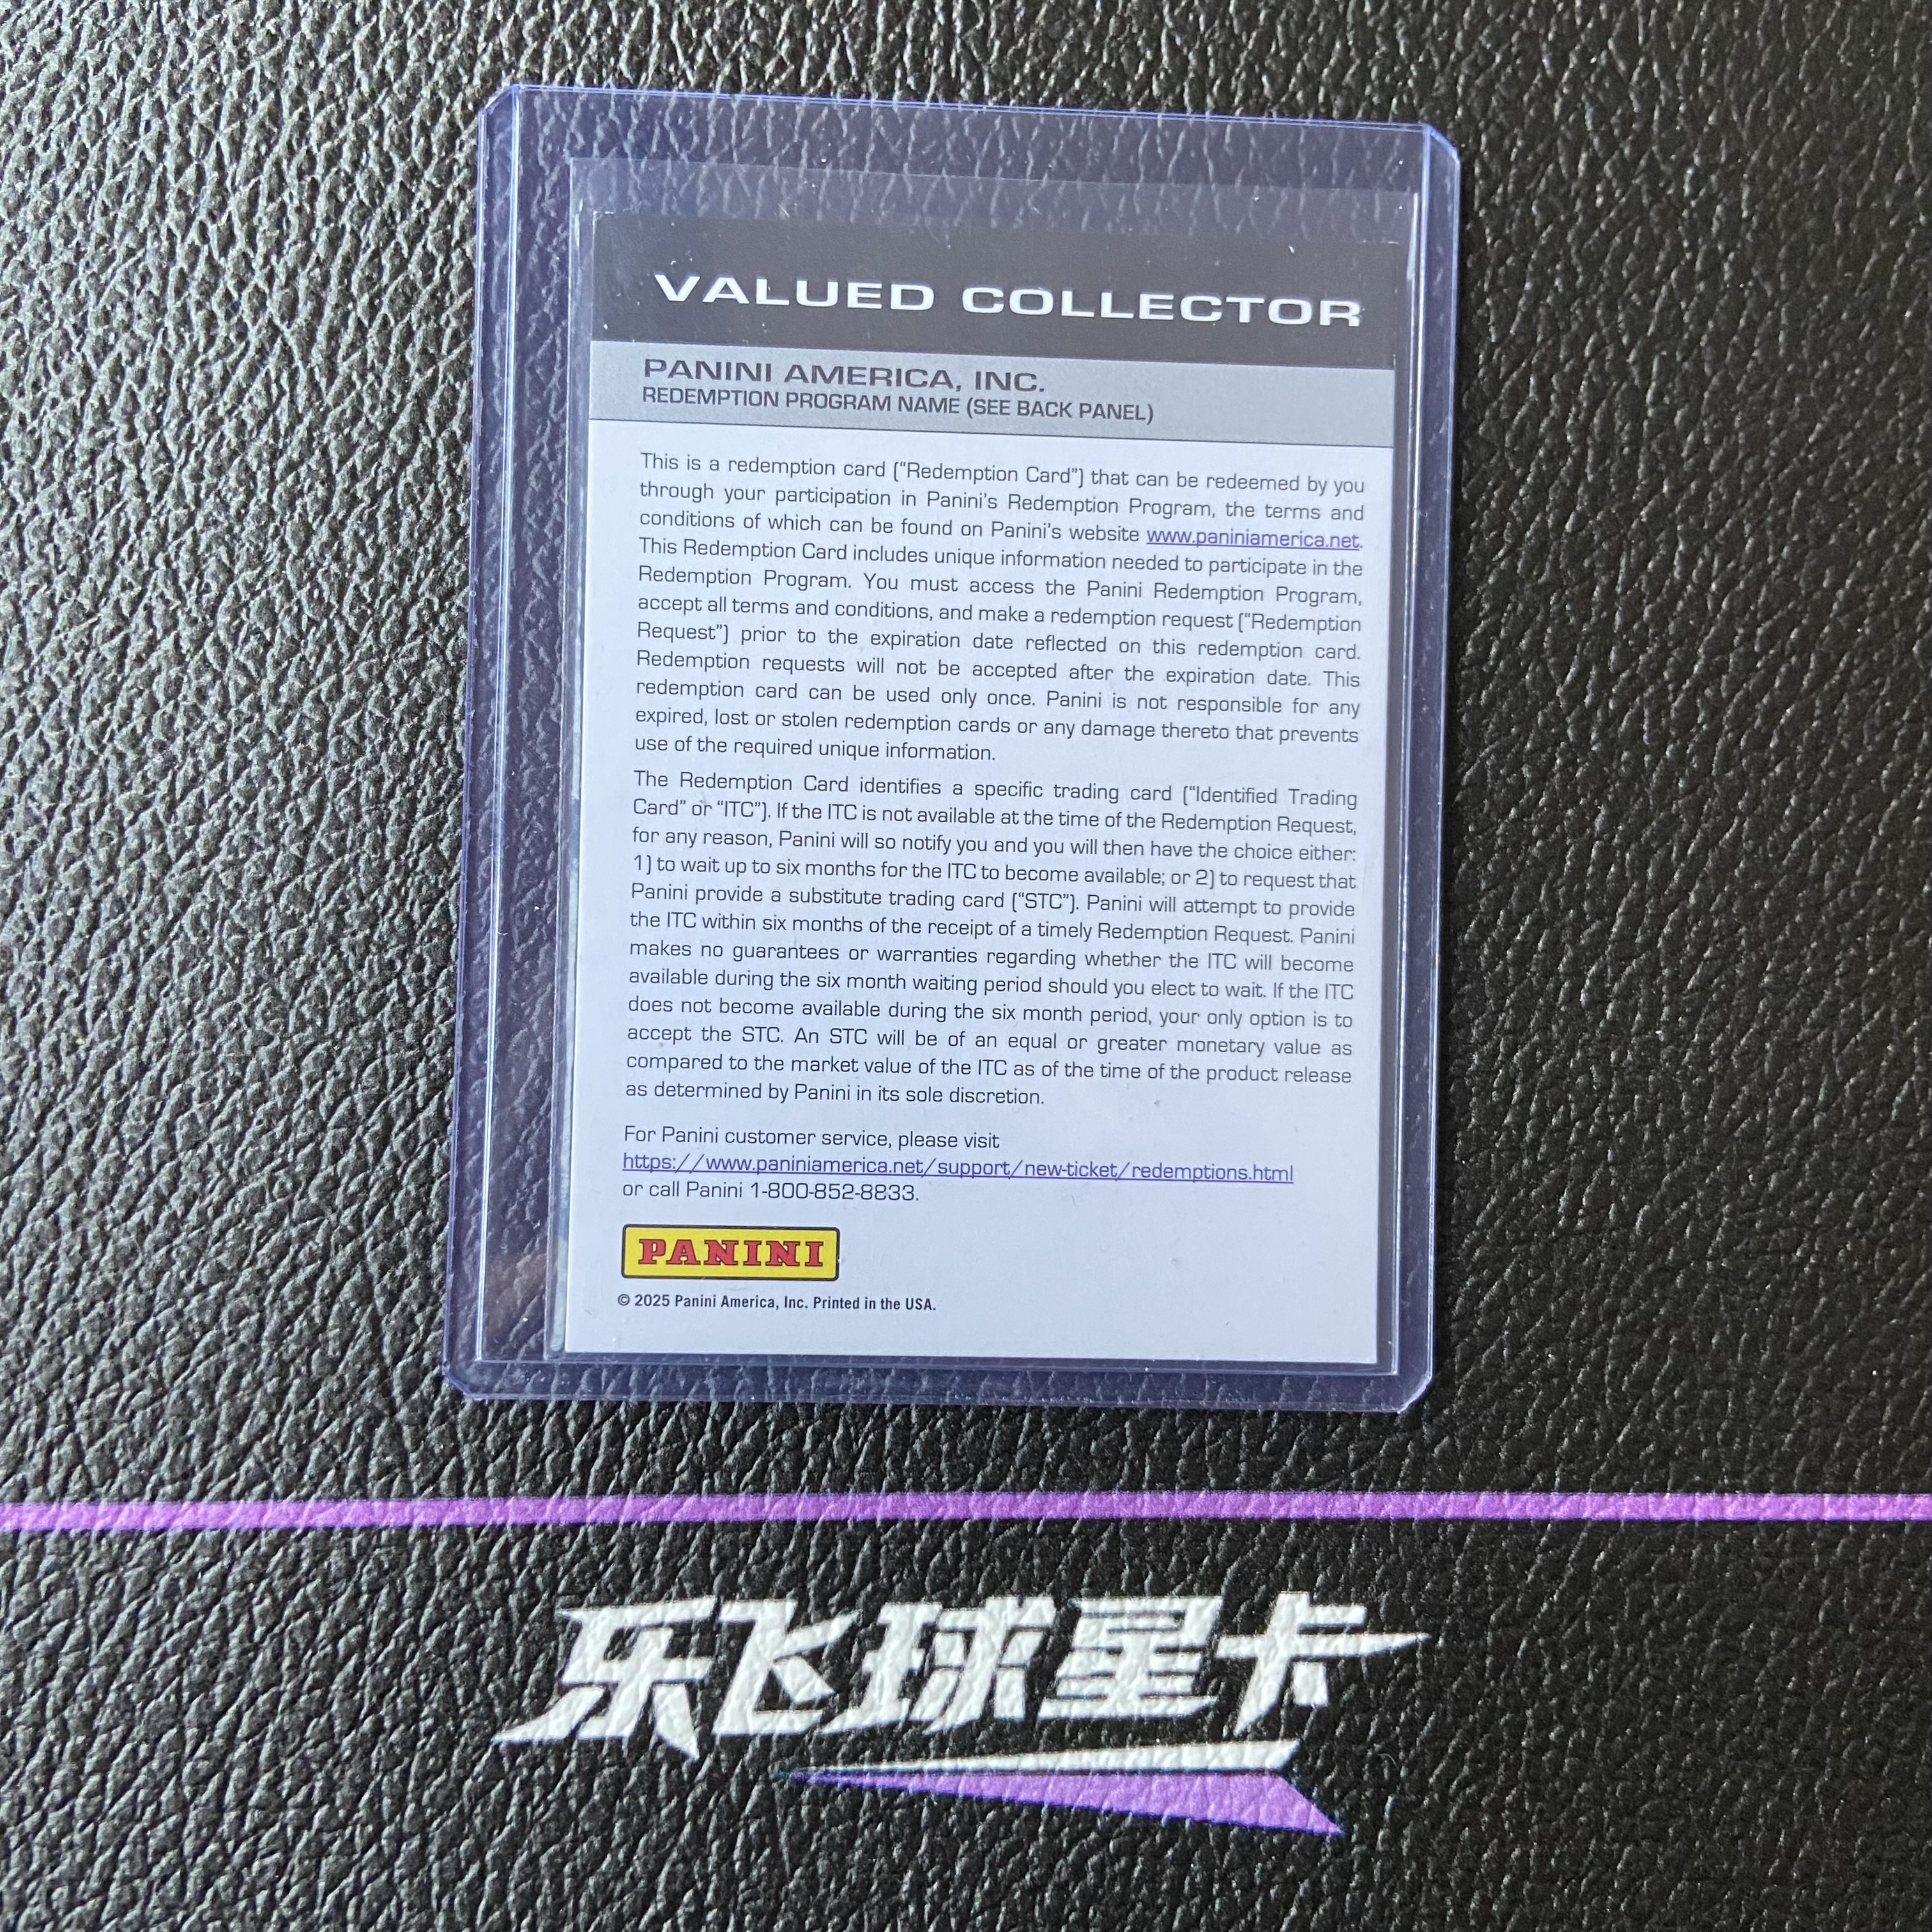 VALUED COLLECTOR
PANINI AMERICA, INC.
REDEMPTION PROGRAM NAME (SEE BACK PANEL)
This is a redemption card (“Redemption Card”) that can be redeemed by you
through your participation in Panini's Redemption Program, the terms and
conditions of which can be found on Panini's website www.paniniamerica.net.
This Redemption Card includes unique information needed to participate in the
Redemption Program. You must access the Panini Redemption Program,
accept all terms and conditions, and make a redemption request (“Redemption
Request”) prior to the expiration date reflected on this redemption card.
Redemption requests will not be accepted after the expiration date. This
redemption card can be used only once. Panini is not responsible for any
expired, lost or stolen redemption cards or any damage thereto that prevents
use of the required unique information.
The Redemption Card identifies a specific trading card (“Identified Trading
Card” or “ITC”). If the ITC is not available at the time of the Redemption Request,
for any reason, Panini will so notify you and you will then have the choice either:
1) to wait up to six months for the ITC to become available; or 2) to request that
Panini provide a substitute trading card (“STC”). Panini will attempt to provide
the ITC within six months of the receipt of a timely Redemption Request. Panini
makes no guarantees or warranties regarding whether the ITC will become
available during the six month waiting period should you elect to wait. If the ITC
does not become available during the six month period, your only option is to
accept the STC. An STC will be of an equal or greater monetary value as
compared to the market value of the ITC as of the time of the product release
as determined by Panini in its sole discretion.
For Panini customer service, please visit
https://www.paniniamerica.net/support/new-ticket/redemptions.html
or call Panini 1-800-852-8833.
PANINI
© 2025 Panini America, Inc. Printed in the USA.
乐飞球星卡